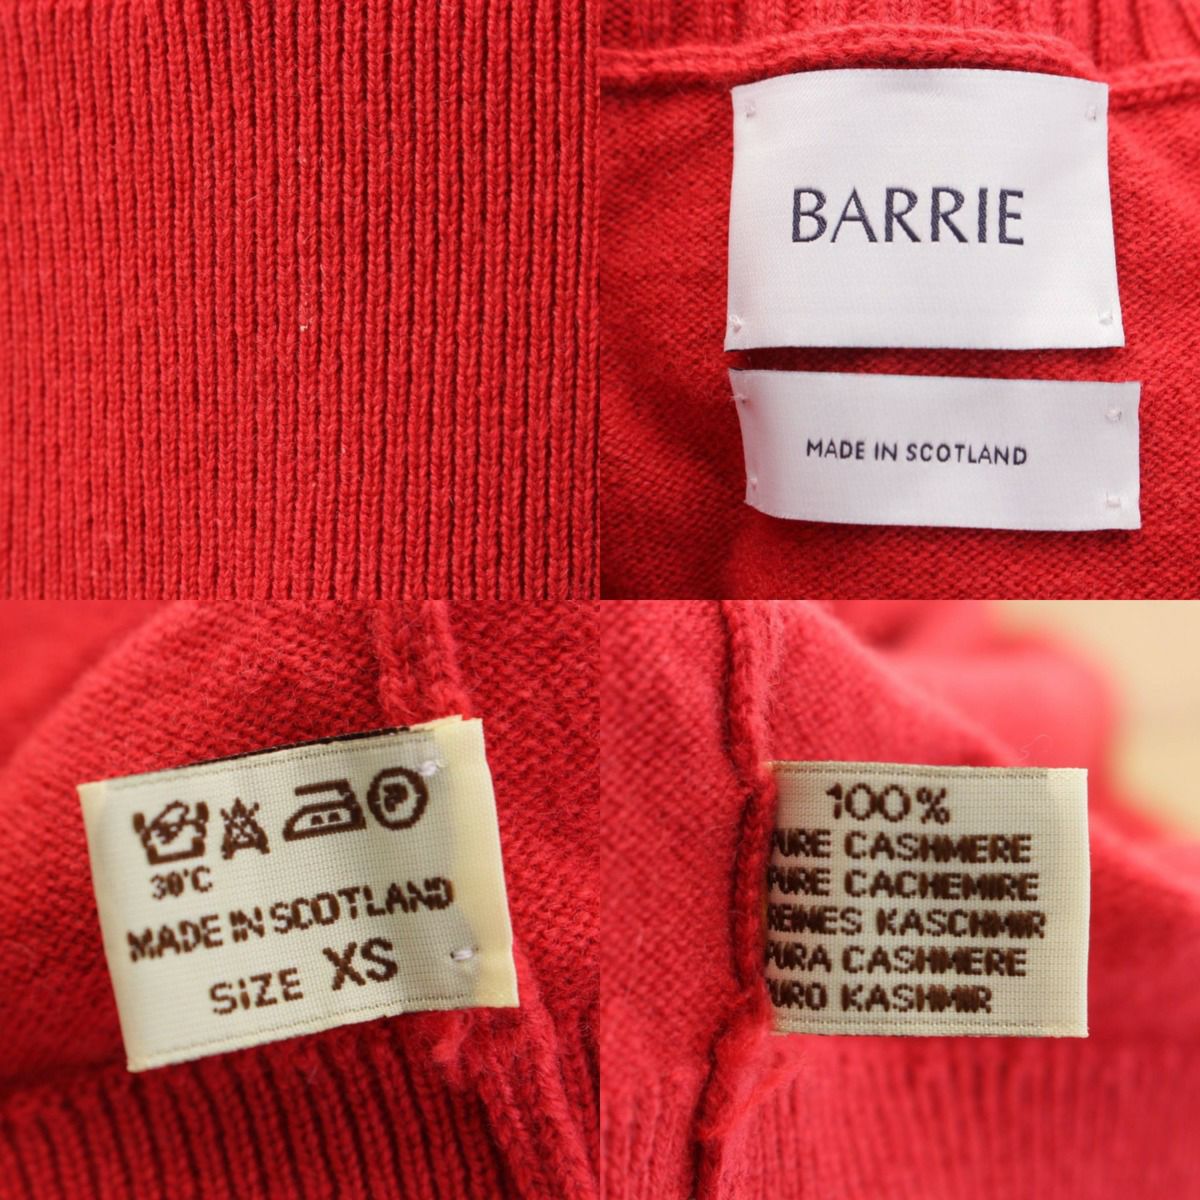 BARRIE
MADE IN SCOTLAND
P
30°C
MADE IN SCOTLAND
SIZE XS
100%
PURE CASHMERE
PURE CACHEMIRE
REINES KASCHMIR
PURA CASHMERE
PURO KASHMIR